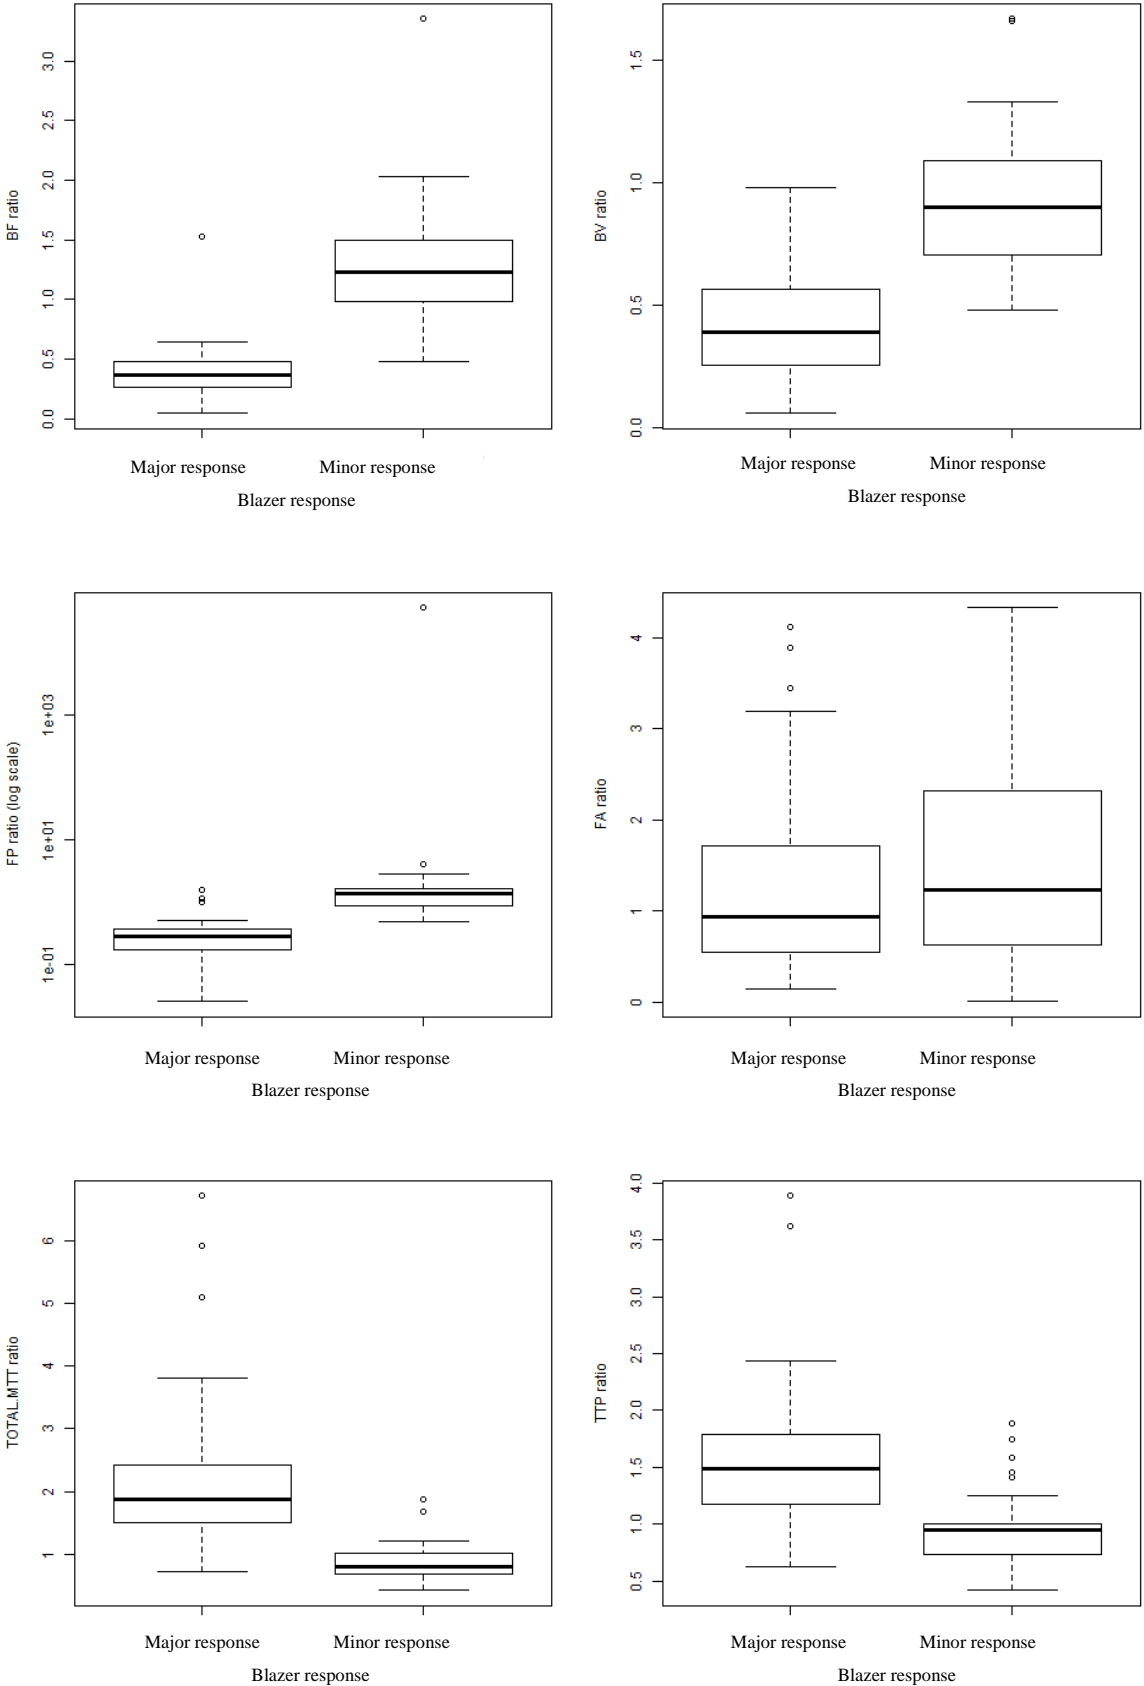 BF ratio
3.0
2.5
2.0
1.5
1.0
0.5
0.0
Major response Minor response
Blazer response
BV ratio
1.5
1.0
0.5
0.0
Major response Minor response
Blazer response
FP ratio (log scale)
1e+03
1e+01
1e-01
Major response Minor response
Blazer response
FA ratio
4
3
2
1
0
Major response Minor response
Blazer response
TOTAL.MTT ratio
6
5
4
3
2
1
Major response Minor response
Blazer response
TTP ratio
4.0
3.5
3.0
2.5
2.0
1.5
1.0
0.5
Major response Minor response
Blazer response